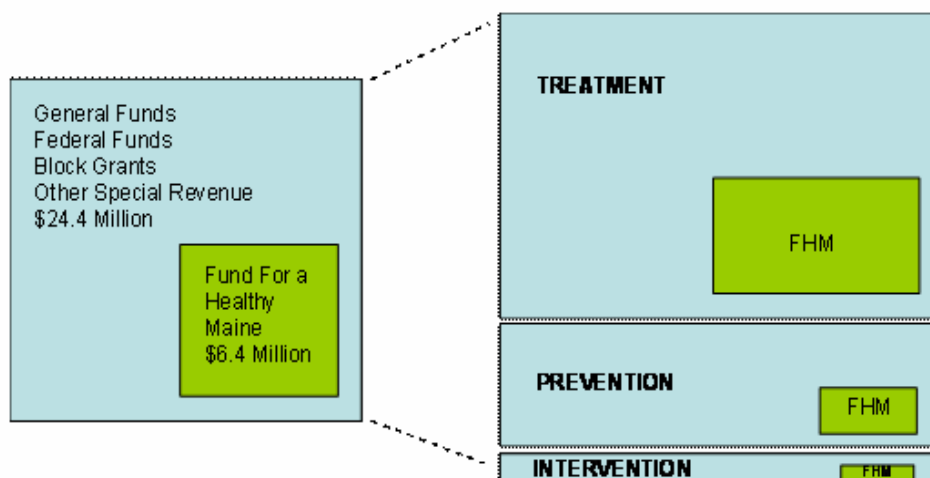 General Funds
Federal Funds
Block Grants
Other Special Revenue
$24.4 Million
Fund For a
Healthy
Maine
$6.4 Million
TREATMENT
FHM
PREVENTION
FHM
INTERVENTION
FHM